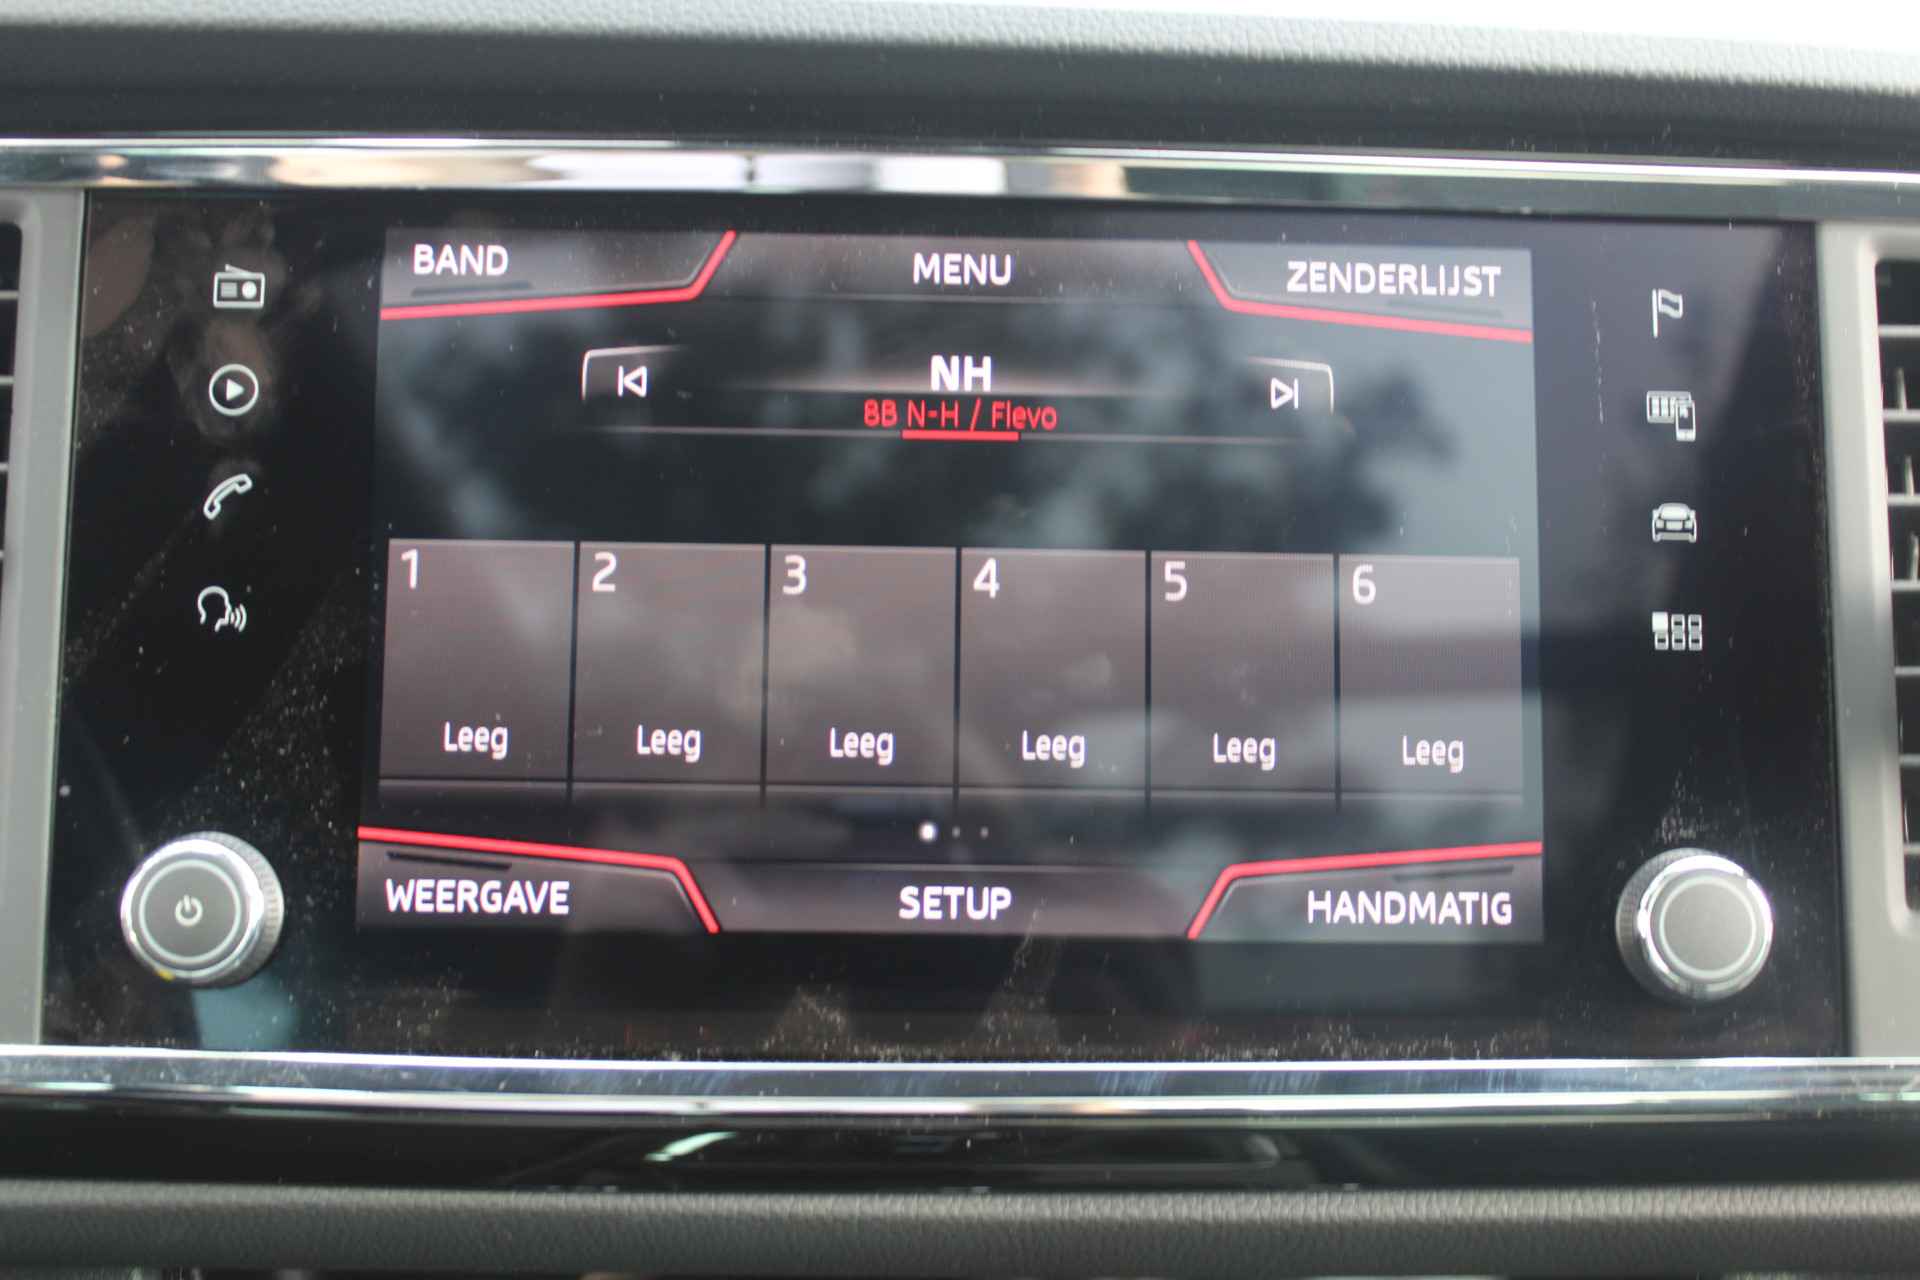 BAND
MENU
ZENDERLIJST
NH
8B N-H / Flevo
1
2
3
4
5
6
Leeg
Leeg
Leeg
Leeg
Leeg
Leeg
WEERGAVE
SETUP
HANDMATIG